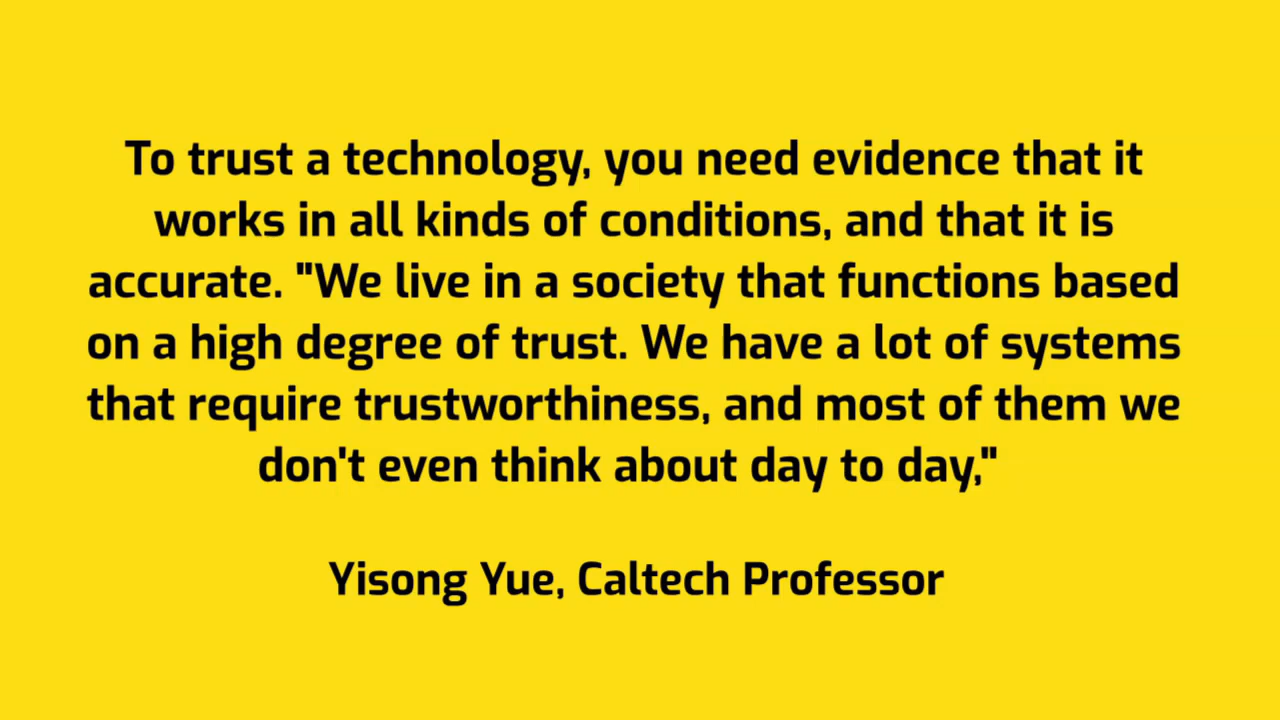 To trust a technology, you need evidence that it
works in all kinds of conditions, and that it is
accurate. "We live in a society that functions based
on a high degree of trust. We have a lot of systems
that require trustworthiness, and most of them we
don't even think about day to day,"
Yisong Yue, Caltech Professor